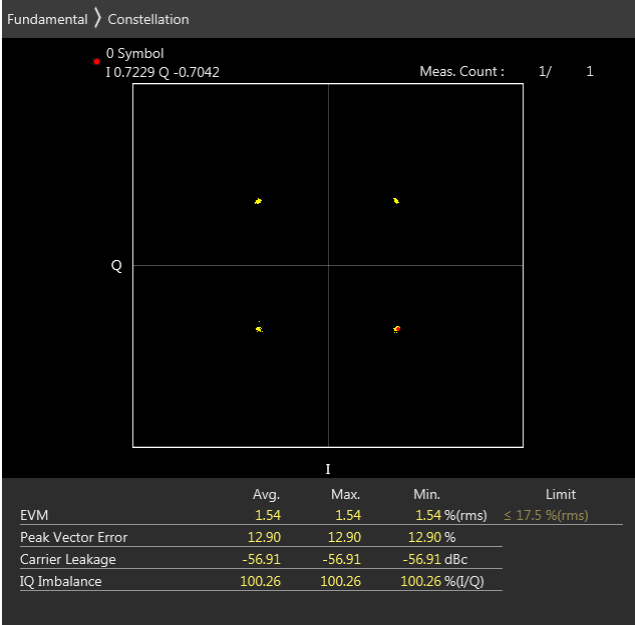 Fundamental 〉 Constellation
0 Symbol
I 0.7229 Q -0.7042
Meas. Count : 1/ 1
Q
I
Avg. Max. Min. Limit
EVM 1.54 1.54 1.54 %(rms) ≤ 17.5 %(rms)
Peak Vector Error 12.90 12.90 12.90 %
Carrier Leakage -56.91 -56.91 -56.91 dBc
IQ Imbalance 100.26 100.26 100.26 %(I/Q)